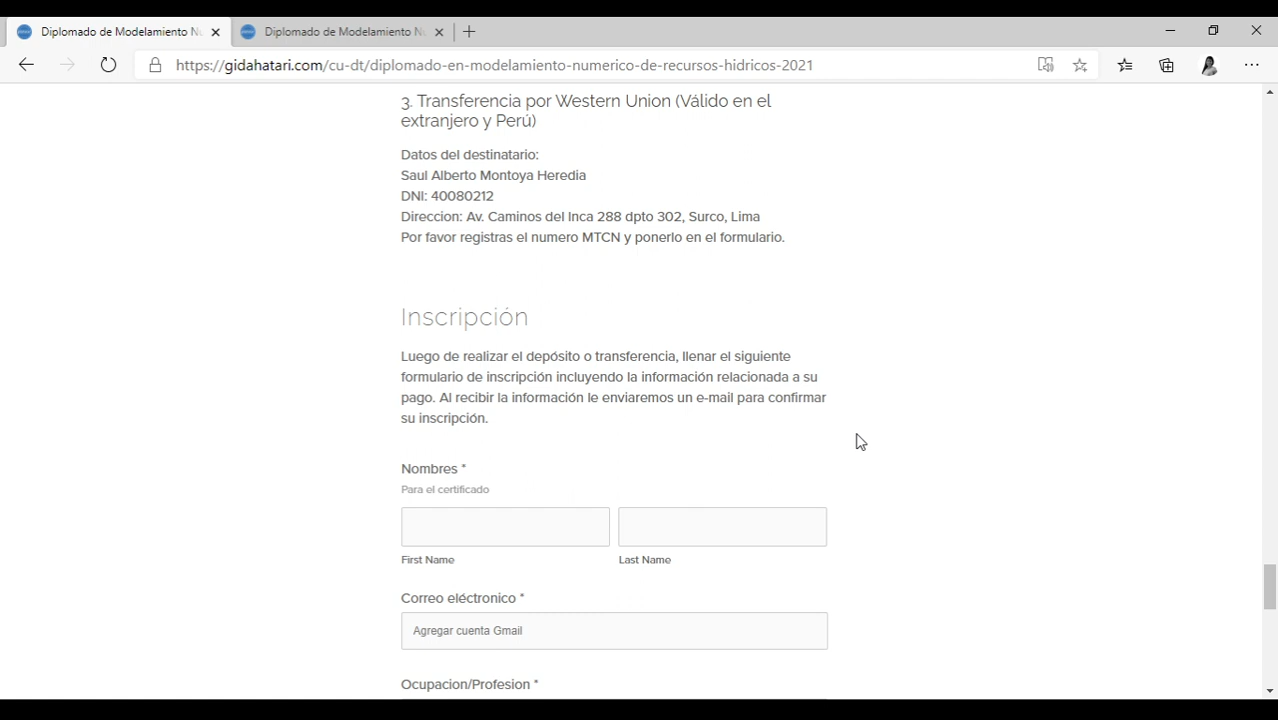 Diplomado de Modelamiento Nu
Diplomado de Modelamiento N
https://gidahatari.com/cu-dt/diplomado-en-modelamiento-numerico-de-recursos-hidricos-2021
3. Transferencia por Western Union (Válido en el
extranjero y Perú)
Datos del destinatario:
Saul Alberto Montoya Heredia
DNI: 40080212
Direccion: Av. Caminos del Inca 288 dpto 302, Surco, Lima
Por favor registras el numero MTCN y ponerlo en el formulario.
Inscripción
Luego de realizar el depósito o transferencia, llenar el siguiente
formulario de inscripción incluyendo la información relacionada a su
pago. Al recibir la información le enviaremos un e-mail para confirmar
su inscripción.
Nombres *
Para el certificado
First Name
Last Name
Correo eléctronico *
Agregar cuenta Gmail
Ocupacion/Profesion *